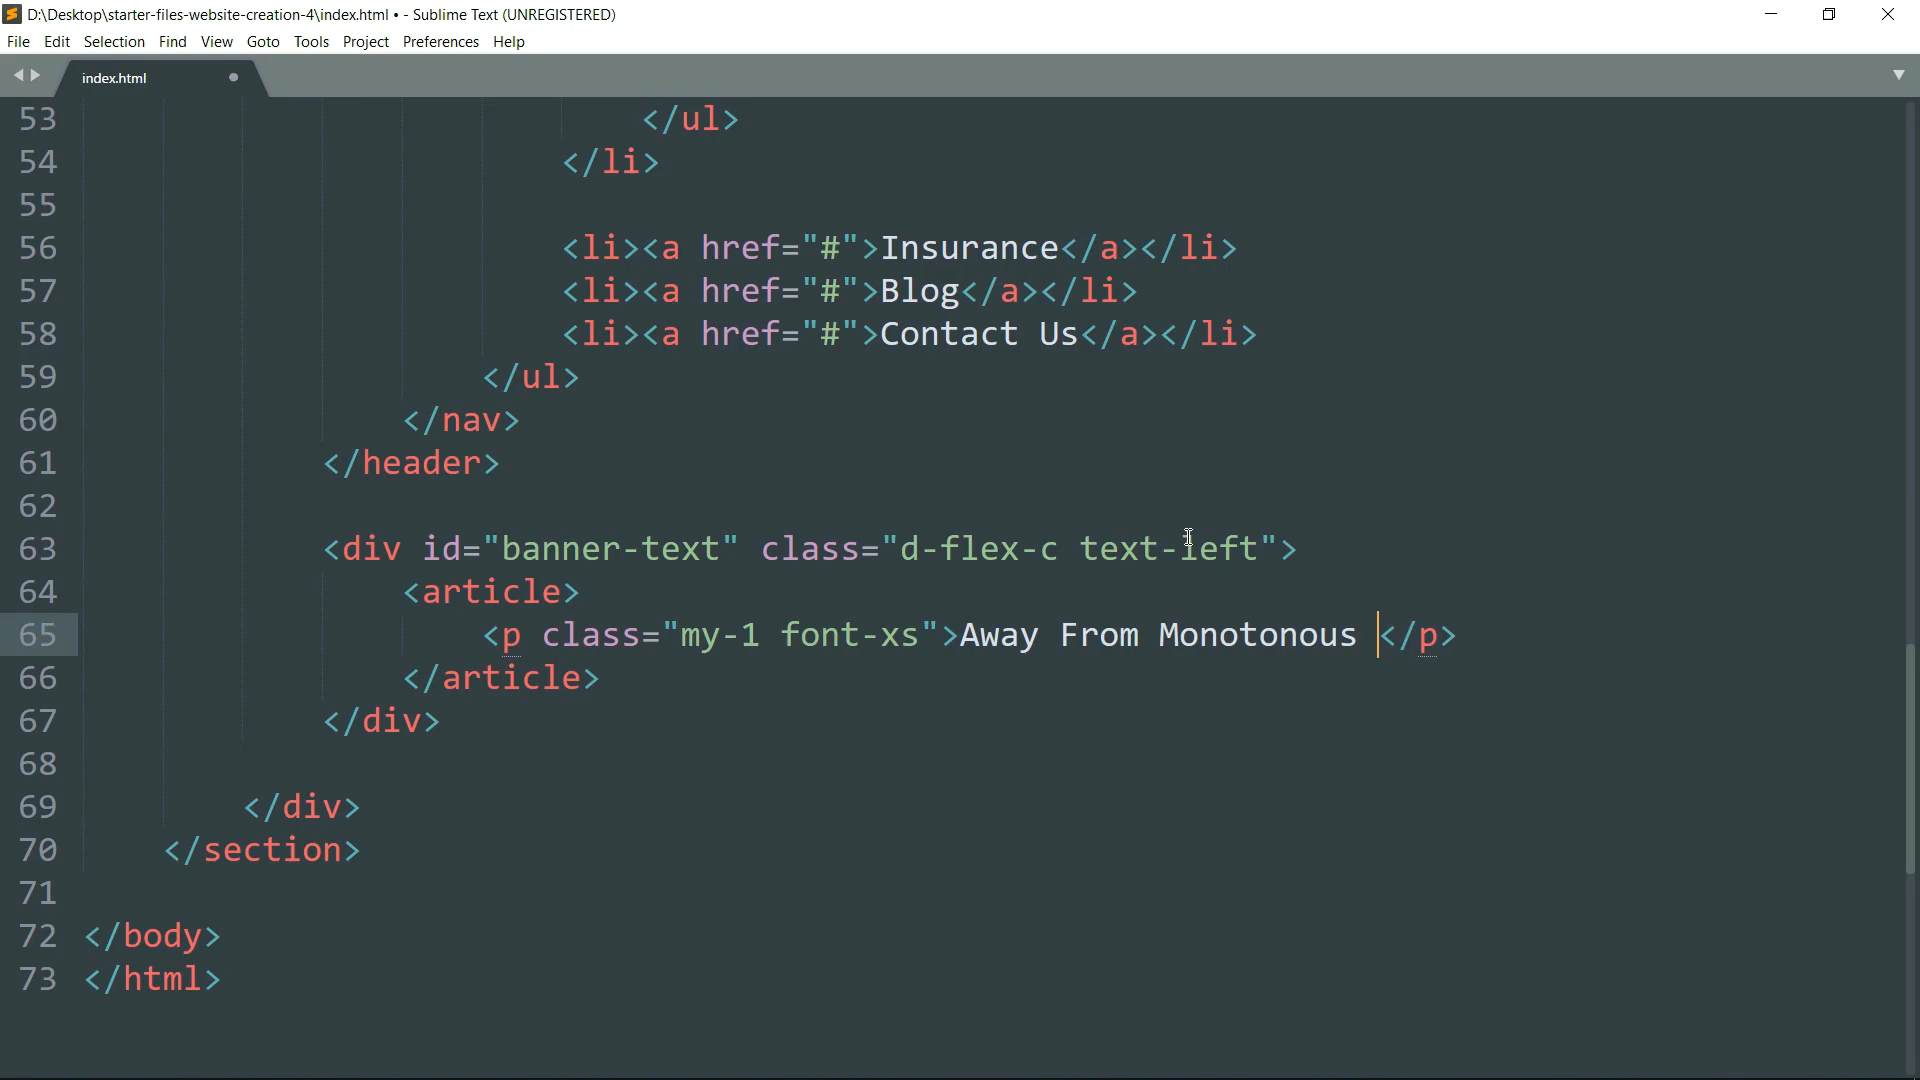 D:\Desktop\starter-files-website-creation-4\index.html • - Sublime Text (UNREGISTERED)
File Edit Selection Find View Goto Tools Project Preferences Help
index.html
53 </ul>
54 </li>
55
56 <li><a href="#">Insurance</a></li>
57 <li><a href="#">Blog</a></li>
58 <li><a href="#">Contact Us</a></li>
59 </ul>
60 </nav>
61 </header>
62
63 <div id="banner-text" class="d-flex-c text-left">
64 <article>
65 <p class="my-1 font-xs">Away From Monotonous </p>
66 </article>
67 </div>
68
69 </div>
70 </section>
71
72 </body>
73 </html>